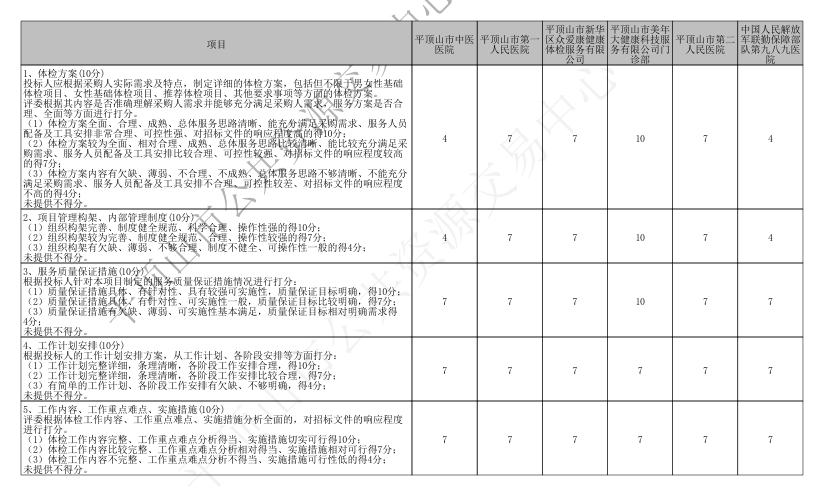 项目
平顶山市中医
医院
平顶山市第一
人民医院
平顶山市新华
区众爱康健康
体检服务有限
公司
平顶山市美年
大健康科技服
务有限公司门
诊部
平顶山市第二
人民医院
中国人民解放
军联勤保障部
队第九八九医
院
1、体检方案(10分)
投标人应根据采购人实际需求及特点，制定详细的体检方案，包括但不限于男女性基础
体检项目、女性基础体检项目、推荐体检项目、其他要求事项等方面的体检方案。
评委根据其内容是否准确理解采购人需求并能够充分满足采购人需求，服务方案是否合
理、全面等方面进行打分。
（1）体检方案全面、合理、成熟、总体服务思路清晰、能充分满足采购需求、服务人员
配备及工具安排非常合理、可控性强、对招标文件的响应程度高的得10分；
（2）体检方案较为全面、相对合理、成熟、总体服务思路比较清晰、能比较充分满足采
购需求、服务人员配备及工具安排比较合理、可控性较强、对招标文件的响应程度较高
的得7分；
（3）体检方案内容有欠缺、薄弱、不合理、不成熟、总体服务思路不够清晰、不能充分
满足采购需求、服务人员配备及工具安排不合理、可控性较差、对招标文件的响应程度
不高的得4分；
未提供不得分。
4 7 7 10 7 4
2、项目管理构架、内部管理制度(10分)
（1）组织构架完善、制度健全规范、科学合理、操作性强的得10分；
（2）组织构架较为完善、制度健全规范、合理、操作性较强的得7分；
（3）组织构架有欠缺、薄弱、不够合理、制度不健全、可操作性一般的得4分；
未提供不得分。
4 7 7 10 7 4
3、服务质量保证措施(10分)
根据投标人针对本项目制定的服务质量保证措施情况进行打分：
（1）质量保证措施具体、有针对性、具有较强可实施性，质量保证目标明确，得10分；
（2）质量保证措施具体、有针对性、可实施性一般，质量保证目标比较明确，得7分；
（3）质量保证措施有欠缺、薄弱、可实施性基本满足，质量保证目标相对明确需求得
4分；
未提供不得分。
7 7 7 10 7 7
4、工作计划安排(10分)
根据投标人的工作计划安排方案，从工作计划、各阶段安排等方面打分：
（1）工作计划完整详细，条理清晰，各阶段工作安排合理，得10分；
（2）工作计划完整详细，条理清晰，各阶段工作安排比较合理，得7分；
（3）有简单的工作计划、各阶段工作安排有欠缺、不够明确，得4分；
未提供不得分。
7 7 7 7 7 7
5、工作内容、工作重点难点、实施措施(10分)
评委根据体检工作内容、工作重点难点、实施措施分析全面的，对招标文件的响应程度
进行打分。
（1）体检工作内容完整、工作重点难点分析得当、实施措施切实可行得10分；
（2）体检工作内容比较完整、工作重点难点分析相对得当、实施措施相对可行得7分；
（3）体检工作内容不完整、工作重点难点分析不得当、实施措施可行性低的得4分；
未提供不得分。
7 7 7 7 7 7
平顶山市公共资源交易中心
平顶山市公共资源交易中心